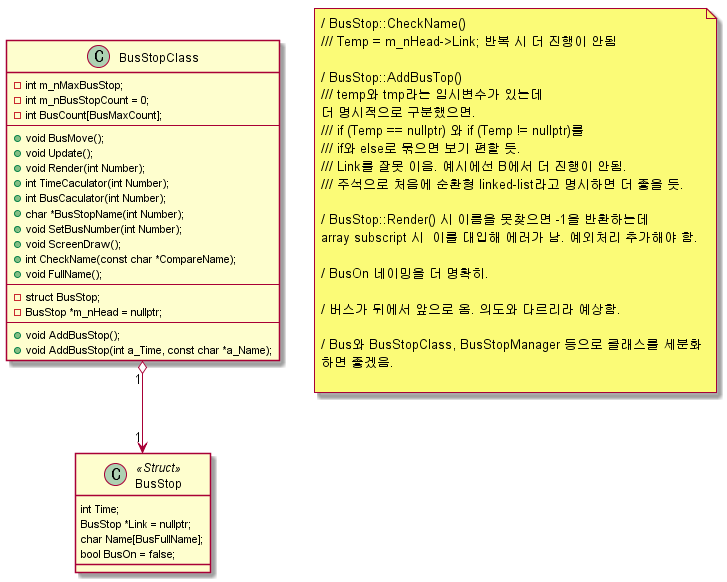 C BusStopClass
int m_nMaxBusStop;
int m_nBusStopCount = 0;
int BusCount[BusMaxCount];
void BusMove();
void Update();
void Render(int Number);
int TimeCaculator(int Number);
int BusCaculator(int Number);
char *BusStopName(int Number);
void SetBusNumber(int Number);
void ScreenDraw();
int CheckName(const char *CompareName);
void FullName();
struct BusStop;
BusStop *m_nHead = nullptr;
void AddBusStop();
void AddBusStop(int a_Time, const char *a_Name);
1
1
C «Struct»
BusStop
int Time;
BusStop *Link = nullptr;
char Name[BusFullName];
bool BusOn = false;
/ BusStop::CheckName()
/// Temp = m_nHead->Link; 반복 시 더 진행이 안됨
/ BusStop::AddBusTop()
/// temp와 tmp라는 임시변수가 있는데
더 명시적으로 구분했으면.
/// if (Temp == nullptr) 와 if (Temp != nullptr)를
/// if와 else로 묶으면 보기 편할 듯.
/// Link를 잘못 이음. 예시에선 B에서 더 진행이 안됨.
/// 주석으로 처음에 순환형 linked-list라고 명시하면 더 좋을 듯.
/ BusStop::Render() 시 이름을 못찾으면 -1을 반환하는데
array subscript 시 이를 대입해 에러가 남. 예외처리 추가해야 함.
/ BusOn 네이밍을 더 명확히.
/ 버스가 뒤에서 앞으로 옴. 의도와 다르리라 예상함.
/ Bus와 BusStopClass, BusStopManager 등으로 클래스를 세분화
하면 좋겠음.